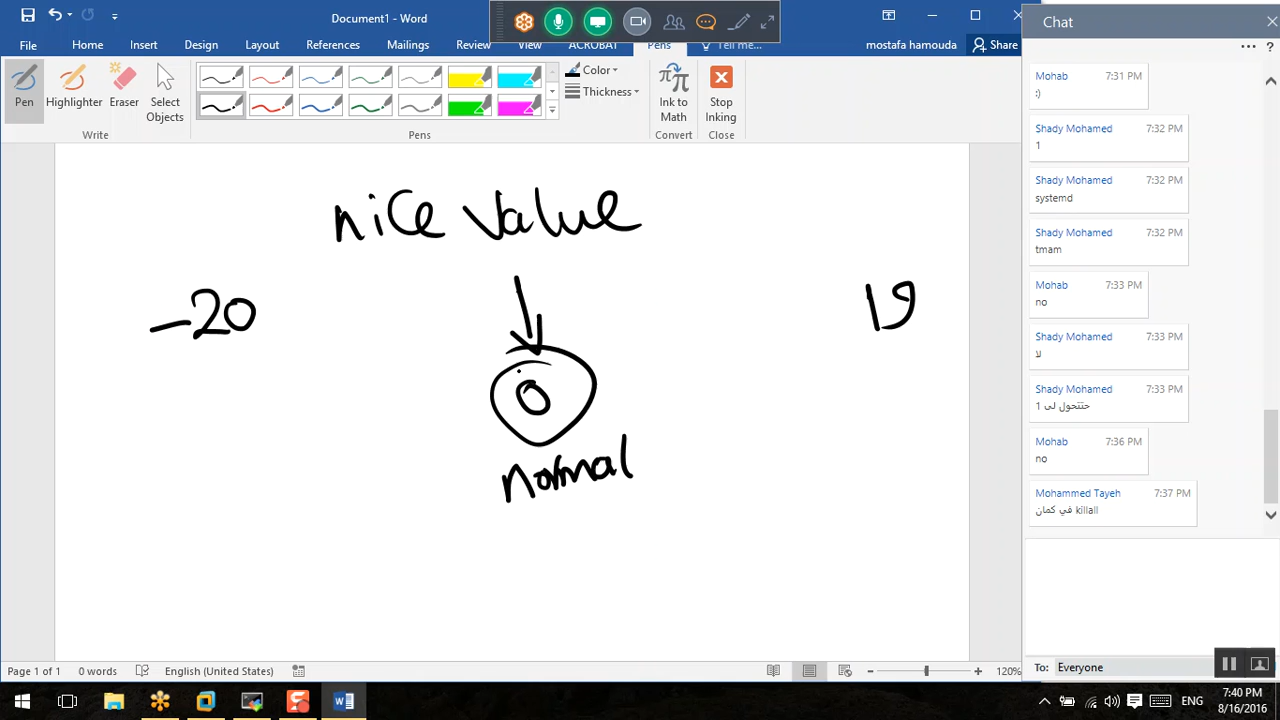 Document1 - Word
File
Home
Insert
Design
Layout
References
Mailings
Review
View
ACROBAT
Pens
Tell me...
mostafa hamouda
Share
Pen
Highlighter
Eraser
Select Objects
Color
Thickness
Ink to Math
Stop Inking
Write
Pens
Convert
Close
nice value
-20
19
0
normal
Chat
Mohab 7:31 PM
:)
Shady Mohamed 7:32 PM
1
Shady Mohamed 7:32 PM
systemd
Shady Mohamed 7:32 PM
tmam
Mohab 7:33 PM
no
Shady Mohamed 7:33 PM
لا
Shady Mohamed 7:33 PM
حتتحول لى 1
Mohab 7:36 PM
no
Mohammed Tayeh 7:37 PM
في كمان killall
To: Everyone
Page 1 of 1
0 words
English (United States)
120%
ENG
7:40 PM
8/16/2016